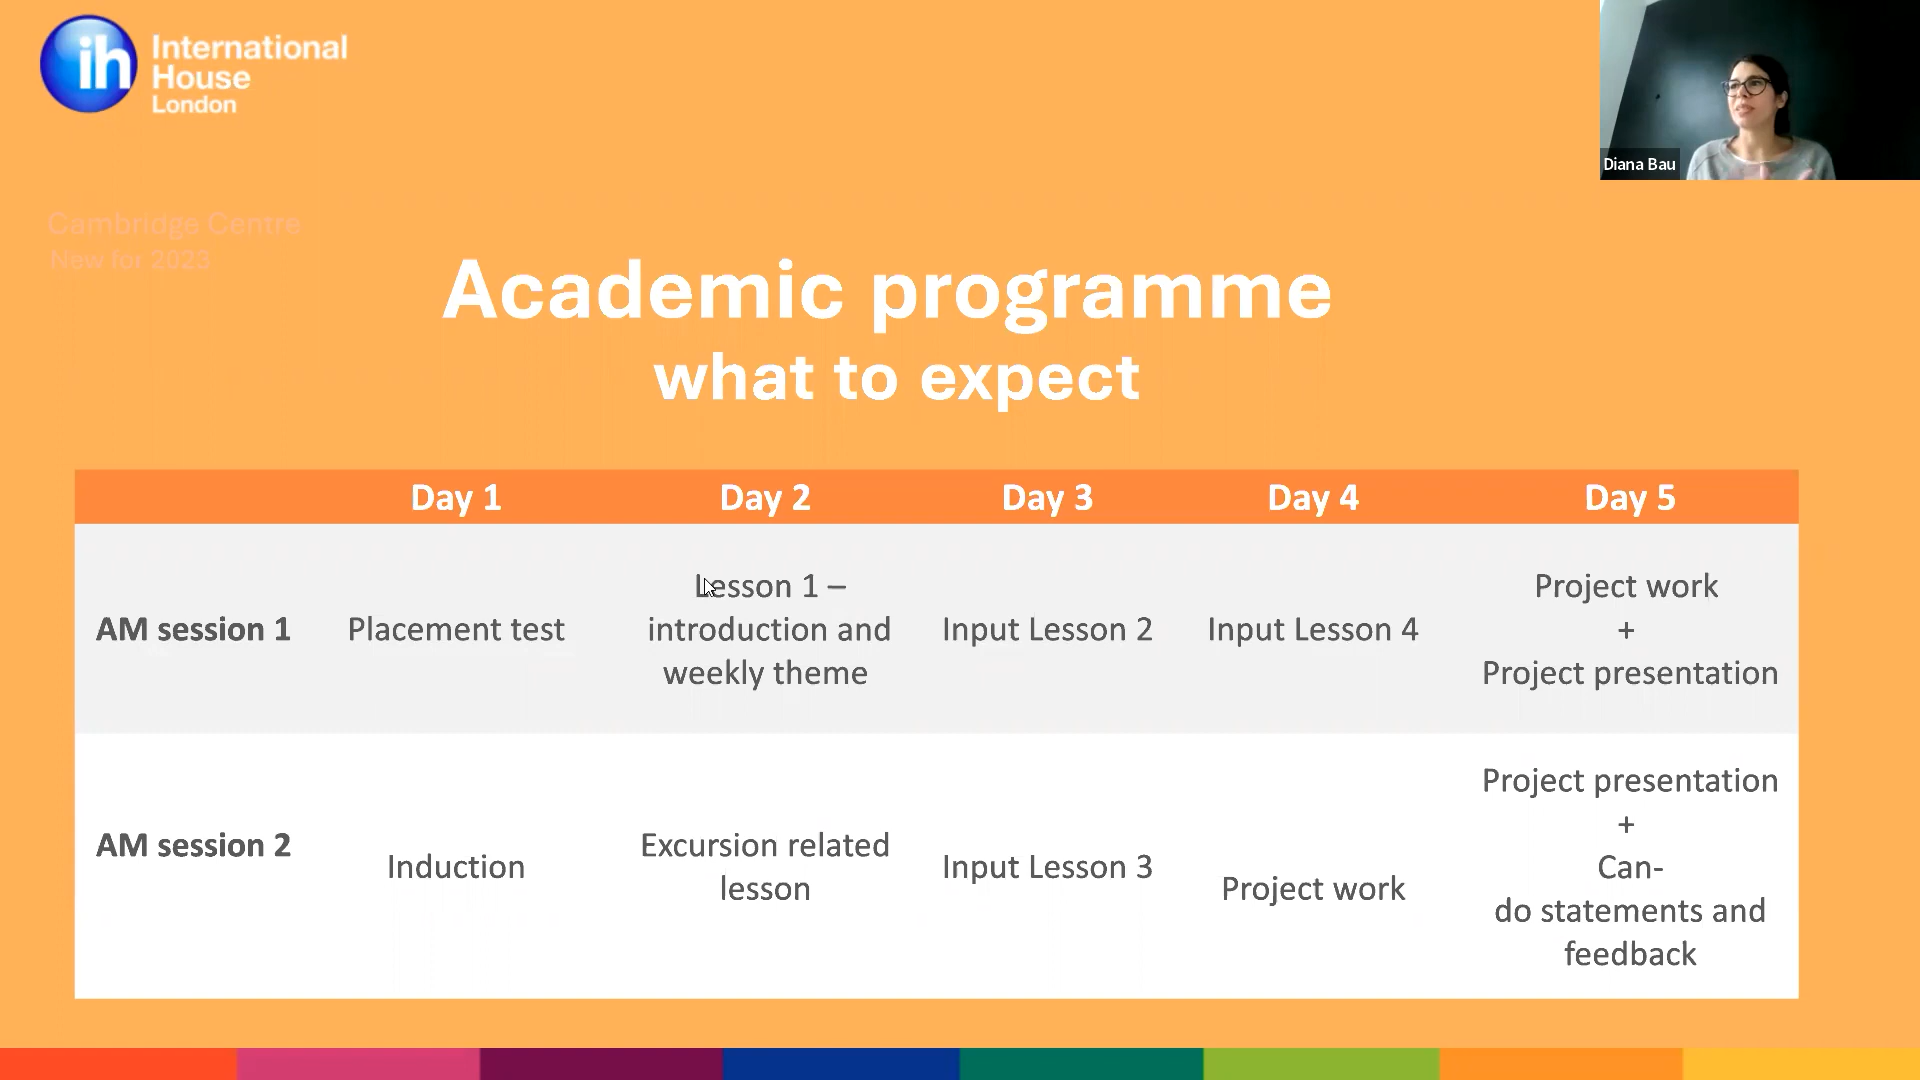 ih
International
House
London
Diana Bau
Cambridge Centre
New for 2023
Academic programme
what to expect
Day 1 Day 2 Day 3 Day 4 Day 5
AM session 1
Placement test
Lesson 1 –
introduction and
weekly theme
Input Lesson 2
Input Lesson 4
Project work
+
Project presentation
AM session 2
Induction
Excursion related
lesson
Input Lesson 3
Project work
Project presentation
+
Can-
do statements and
feedback